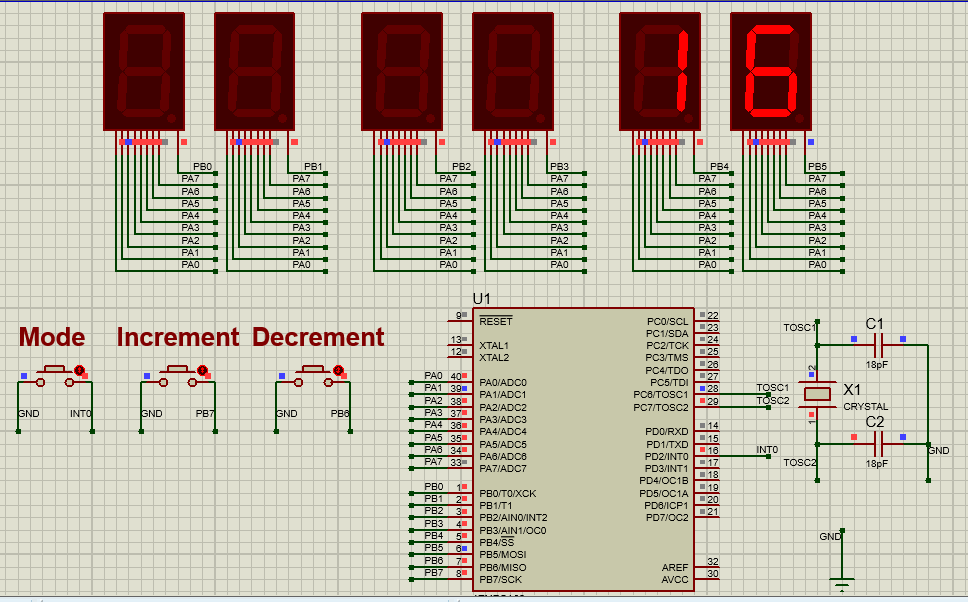 16
PB0 PB1 PB2 PB3 PB4 PB5
PA7 PA7 PA7 PA7 PA7 PA7
PA6 PA6 PA6 PA6 PA6 PA6
PA5 PA5 PA5 PA5 PA5 PA5
PA4 PA4 PA4 PA4 PA4 PA4
PA3 PA3 PA3 PA3 PA3 PA3
PA2 PA2 PA2 PA2 PA2 PA2
PA1 PA1 PA1 PA1 PA1 PA1
PA0 PA0 PA0 PA0 PA0 PA0
Mode Increment Decrement
GND INT0
GND PB7
GND PB6
U1
9 RESET
13 XTAL1
12 XTAL2
PA0 40 PA0/ADC0
PA1 39 PA1/ADC1
PA2 38 PA2/ADC2
PA3 37 PA3/ADC3
PA4 36 PA4/ADC4
PA5 35 PA5/ADC5
PA6 34 PA6/ADC6
PA7 33 PA7/ADC7
PB0 1 PB0/T0/XCK
PB1 2 PB1/T1
PB2 3 PB2/AIN0/INT2
PB3 4 PB3/AIN1/OC0
PB4 5 PB4/SS
PB5 6 PB5/MOSI
PB6 7 PB6/MISO
PB7 8 PB7/SCK
PC0/SCL 22
PC1/SDA 23
PC2/TCK 24
PC3/TMS 25
PC4/TDO 26
PC5/TDI 27
PC6/TOSC1 28 TOSC1
PC7/TOSC2 29 TOSC2
PD0/RXD 14
PD1/TXD 15
PD2/INT0 16 INT0
PD3/INT1 17
PD4/OC1B 18
PD5/OC1A 19
PD6/ICP1 20
PD7/OC2 21
AREF 32
AVCC 30
TOSC1
C1
18pF
2
X1
CRYSTAL
1
C2
18pF
TOSC2
GND
GND